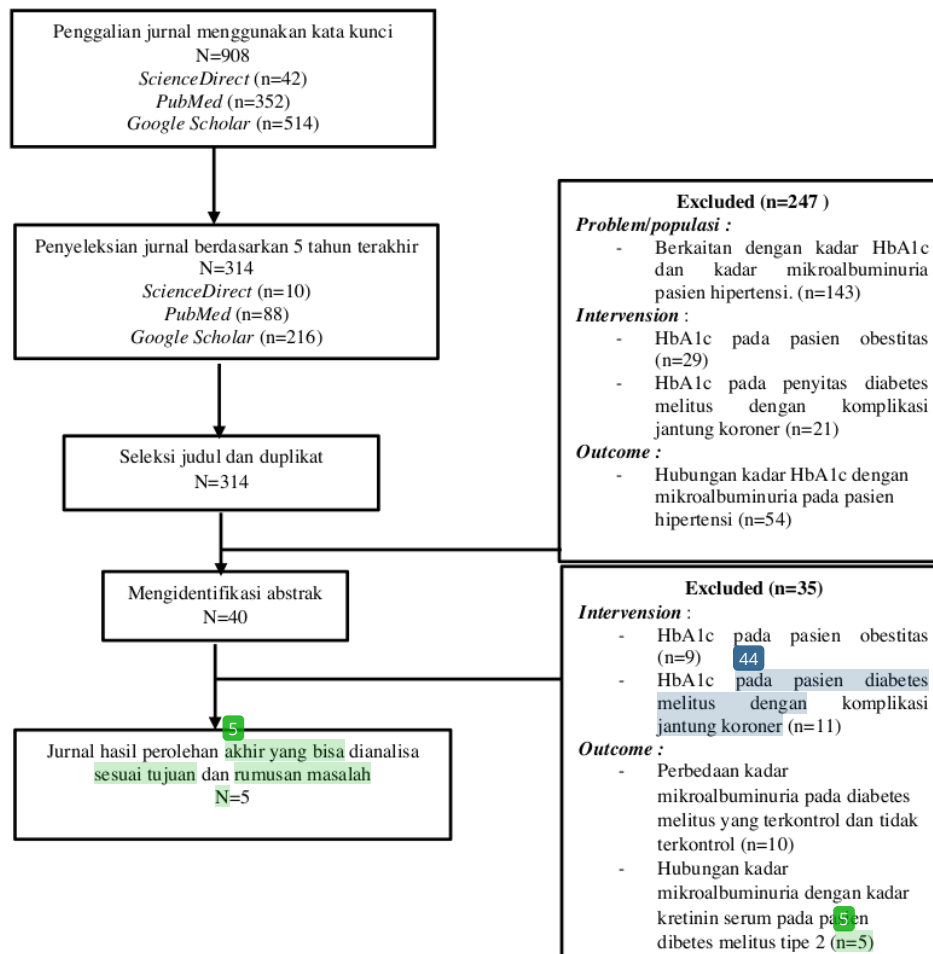 Penggalian jurnal menggunakan kata kunci
N=908
ScienceDirect (n=42)
PubMed (n=352)
Google Scholar (n=514)
Penyeleksian jurnal berdasarkan 5 tahun terakhir
N=314
ScienceDirect (n=10)
PubMed (n=88)
Google Scholar (n=216)
Seleksi judul dan duplikat
N=314
Excluded (n=247 )
Problem/populasi :
- Berkaitan dengan kadar HbA1c
dan kadar mikroalbuminuria
pasien hipertensi. (n=143)
Intervension :
- HbA1c pada pasien obestitas
(n=29)
- HbA1c pada penyitas diabetes
melitus dengan komplikasi
jantung koroner (n=21)
Outcome :
- Hubungan kadar HbA1c dengan
mikroalbuminuria pada pasien
hipertensi (n=54)
Mengidentifikasi abstrak
N=40
Excluded (n=35)
Intervension :
- HbA1c pada pasien obestitas
(n=9) 44
- HbA1c pada pasien diabetes
melitus dengan komplikasi
jantung koroner (n=11)
Outcome :
- Perbedaan kadar
mikroalbuminuria pada diabetes
melitus yang terkontrol dan tidak
terkontrol (n=10)
- Hubungan kadar
mikroalbuminuria dengan kadar
kretinin serum pada pasien
5
dibetes melitus tipe 2 (n=5)
5
Jurnal hasil perolehan akhir yang bisa dianalisa
sesuai tujuan dan rumusan masalah
N=5